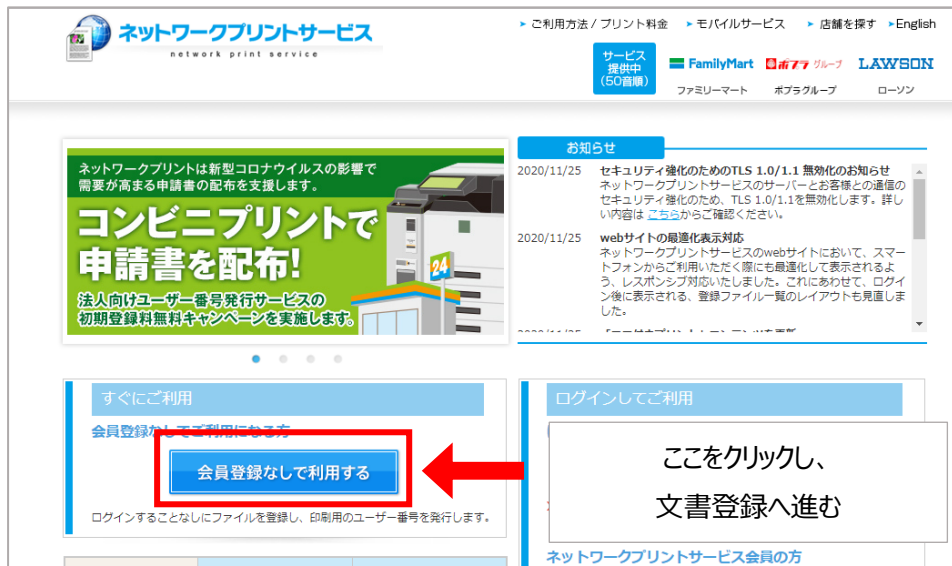 ネットワークプリントサービス
network print service
ご利用方法 / プリント料金
モバイルサービス
店舗を探す
English
サービス
提供中
(50音順)
FamilyMart
ポプラ グループ
LAWSON
ファミリーマート
ポプラグループ
ローソン
ネットワークプリントは新型コロナウイルスの影響で
需要が高まる申請書の配布を支援します。
コンビニプリントで
申請書を配布!
法人向けユーザー番号発行サービスの
初期登録料無料キャンペーンを実施します。
24
お知らせ
2020/11/25 セキュリティ強化のためのTLS 1.0/1.1 無効化のお知らせ
ネットワークプリントサービスのサーバーとお客様との通信の
セキュリティ強化のため、TLS 1.0/1.1を無効化します。詳し
い内容は こちらからご確認ください。
2020/11/25 webサイトの最適化表示対応
ネットワークプリントサービスのwebサイトにおいて、スマー
トフォンからご利用いただく際にも最適化して表示されるよ
う、レスポンシブ対応いたしました。これにあわせて、ログイ
ン後に表示される、登録ファイル一覧のレイアウトも見直しま
した。
すぐにご利用
会員登録なしでご利用になる方
会員登録なしで利用する
ログインすることなしにファイルを登録し、印刷用のユーザー番号を発行します。
ログインしてご利用
ここをクリックし、
文書登録へ進む
ネットワークプリントサービス会員の方